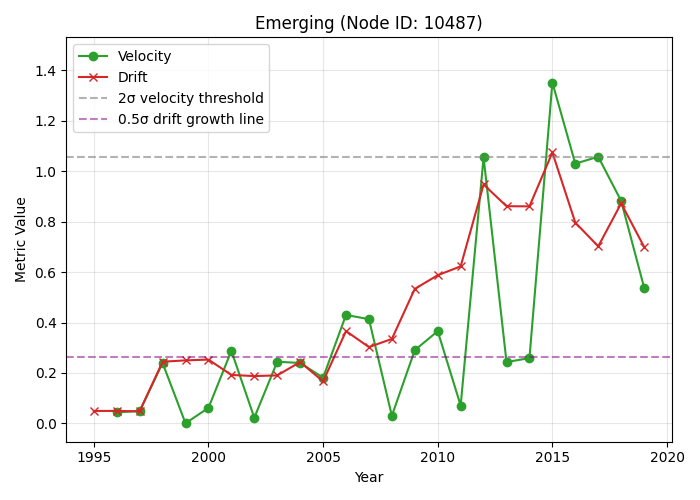 Emerging (Node ID: 10487)
Velocity
Drift
2σ velocity threshold
0.5σ drift growth line
Metric Value
1.4
1.2
1.0
0.8
0.6
0.4
0.2
0.0
1995 2000 2005 2010 2015 2020
Year